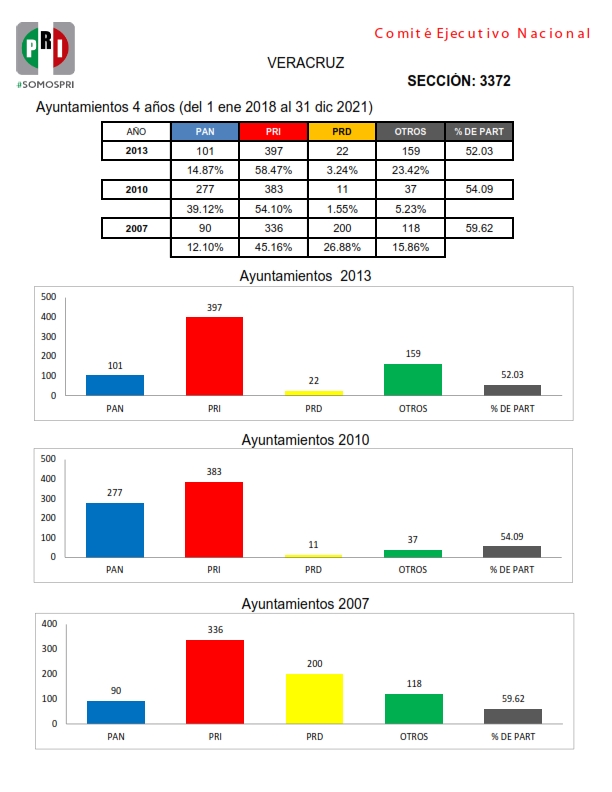 Comité Ejecutivo Nacional
PRI
#SOMOSPRI
VERACRUZ
SECCIÓN: 3372
Ayuntamientos 4 años (del 1 ene 2018 al 31 dic 2021)
AÑO PAN PRI PRD OTROS % DE PART
2013 101 397 22 159 52.03
14.87% 58.47% 3.24% 23.42%
2010 277 383 11 37 54.09
39.12% 54.10% 1.55% 5.23%
2007 90 336 200 118 59.62
12.10% 45.16% 26.88% 15.86%
Ayuntamientos 2013
500
400
300
200
100
0
101 397 22 159 52.03
PAN PRI PRD OTROS % DE PART
Ayuntamientos 2010
500
400
300
200
100
0
277 383 11 37 54.09
PAN PRI PRD OTROS % DE PART
Ayuntamientos 2007
400
300
200
100
0
90 336 200 118 59.62
PAN PRI PRD OTROS % DE PART